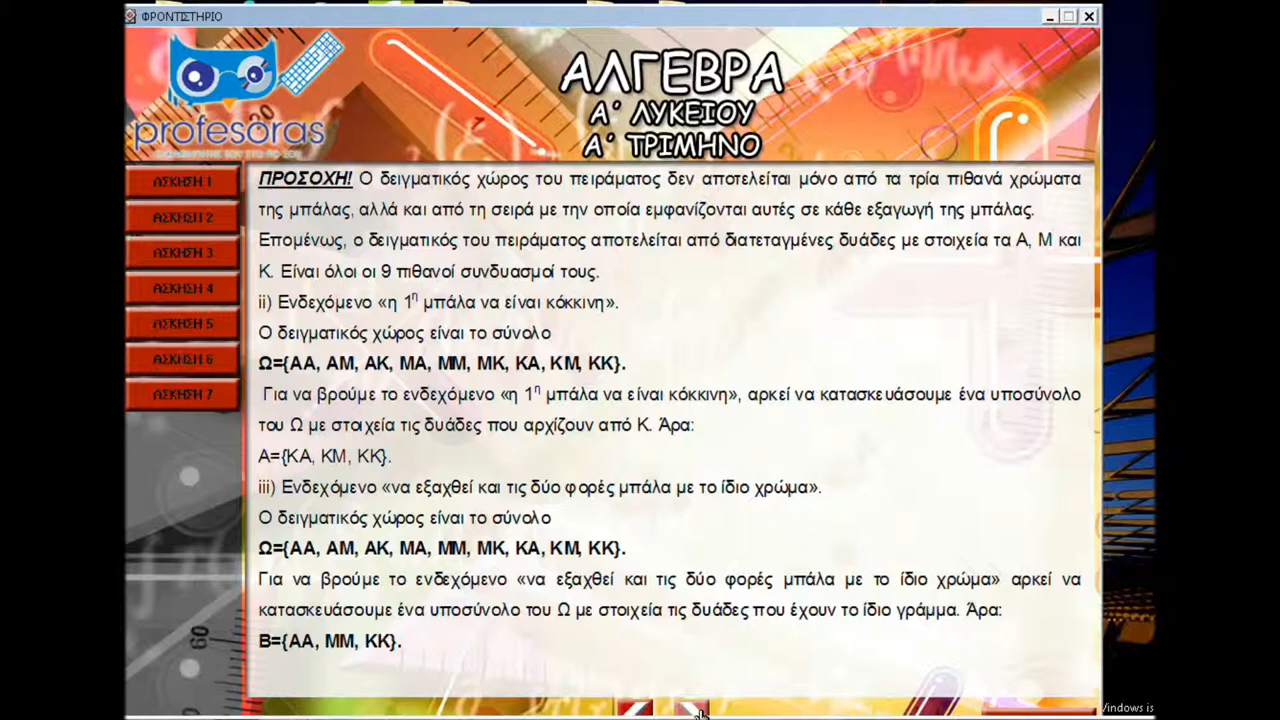 ΦΡΟΝΤΙΣΤΗΡΙΟ
profesoras
ΑΛΓΕΒΡΑ
Α΄ ΛΥΚΕΙΟΥ
Α΄ ΤΡΙΜΗΝΟ
ΑΣΚΗΣΗ 1
ΑΣΚΗΣΗ 2
ΑΣΚΗΣΗ 3
ΑΣΚΗΣΗ 4
ΑΣΚΗΣΗ 5
ΑΣΚΗΣΗ 6
ΑΣΚΗΣΗ 7
ΠΡΟΣΟΧΗ! Ο δειγματικός χώρος του πειράματος δεν αποτελείται μόνο από τα τρία πιθανά χρώματα
της μπάλας, αλλά και από τη σειρά με την οποία εμφανίζονται αυτές σε κάθε εξαγωγή της μπάλας.
Επομένως, ο δειγματικός του πειράματος αποτελείται από διατεταγμένες δυάδες με στοιχεία τα Α, Μ και
Κ. Είναι όλοι οι 9 πιθανοί συνδυασμοί τους.
ii) Ενδεχόμενο «η 1η μπάλα να είναι κόκκινη».
Ο δειγματικός χώρος είναι το σύνολο
Ω={ΑΑ, ΑΜ, ΑΚ, ΜΑ, ΜΜ, ΜΚ, ΚΑ, ΚΜ, ΚΚ}.
Για να βρούμε το ενδεχόμενο «η 1η μπάλα να είναι κόκκινη», αρκεί να κατασκευάσουμε ένα υποσύνολο
του Ω με στοιχεία τις δυάδες που αρχίζουν από Κ. Άρα:
Α={ΚΑ, ΚΜ, ΚΚ}.
iii) Ενδεχόμενο «να εξαχθεί και τις δύο φορές μπάλα με το ίδιο χρώμα».
Ο δειγματικός χώρος είναι το σύνολο
Ω={ΑΑ, ΑΜ, ΑΚ, ΜΑ, ΜΜ, ΜΚ, ΚΑ, ΚΜ, ΚΚ}.
Για να βρούμε το ενδεχόμενο «να εξαχθεί και τις δύο φορές μπάλα με το ίδιο χρώμα» αρκεί να
κατασκευάσουμε ένα υποσύνολο του Ω με στοιχεία τις δυάδες που έχουν το ίδιο γράμμα. Άρα:
Β={ΑΑ, ΜΜ, ΚΚ}.
60
Windows is